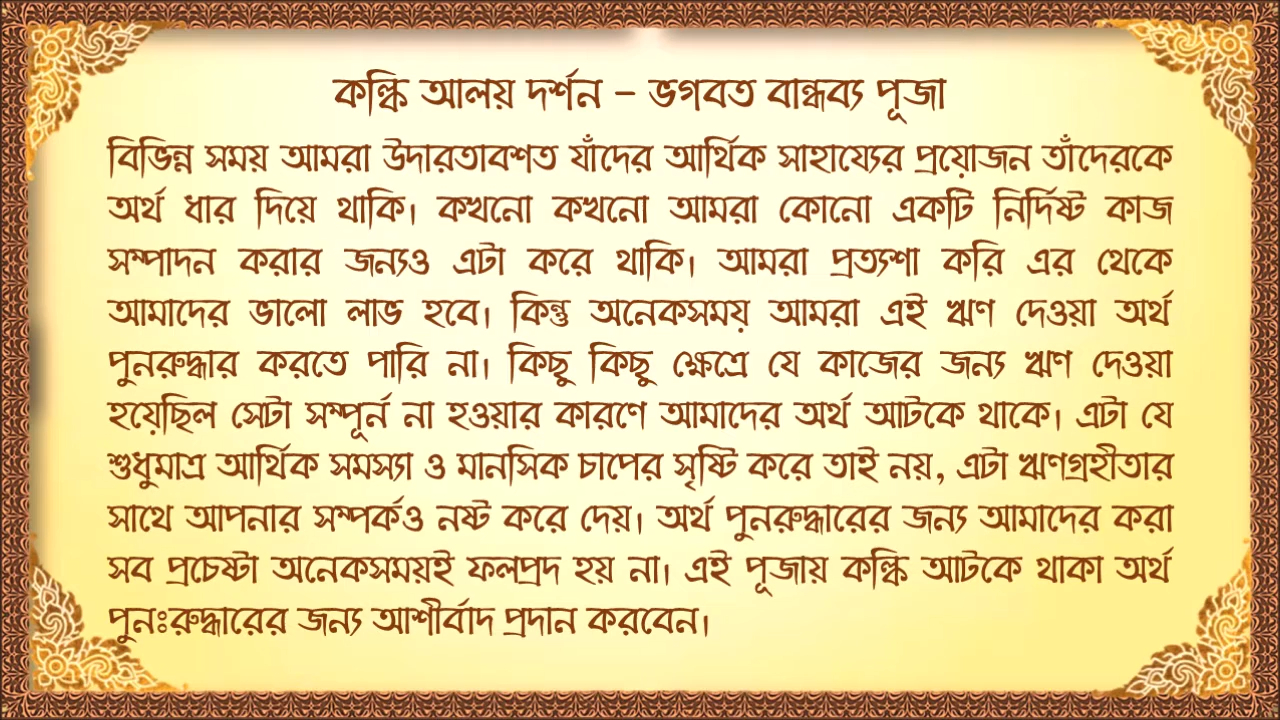 কল্কি আলয় দর্শন – ভগবত বান্ধব্য পূজা
বিভিন্ন সময় আমরা উদারতাবশত যাঁদের আর্থিক সাহায্যের প্রয়োজন তাঁদেরকে
অর্থ ধার দিয়ে থাকি। কখনো কখনো আমরা কোনো একটি নির্দিষ্ট কাজ
সম্পাদন করার জন্যও এটা করে থাকি। আমরা প্রত্যশা করি এর থেকে
আমাদের ভালো লাভ হবে। কিন্তু অনেকসময় আমরা এই ঋণ দেওয়া অর্থ
পুনরুদ্ধার করতে পারি না। কিছু কিছু ক্ষেত্রে যে কাজের জন্য ঋণ দেওয়া
হয়েছিল সেটা সম্পূর্ন না হওয়ার কারণে আমাদের অর্থ আটকে থাকে। এটা যে
শুধুমাত্র আর্থিক সমস্যা ও মানসিক চাপের সৃষ্টি করে তাই নয়, এটা ঋণগ্রহীতার
সাথে আপনার সম্পর্কও নষ্ট করে দেয়। অর্থ পুনরুদ্ধারের জন্য আমাদের করা
সব প্রচেষ্টা অনেকসময়ই ফলপ্রদ হয় না। এই পূজায় কল্কি আটকে থাকা অর্থ
পুনঃরুদ্ধারের জন্য আশীর্বাদ প্রদান করবেন।